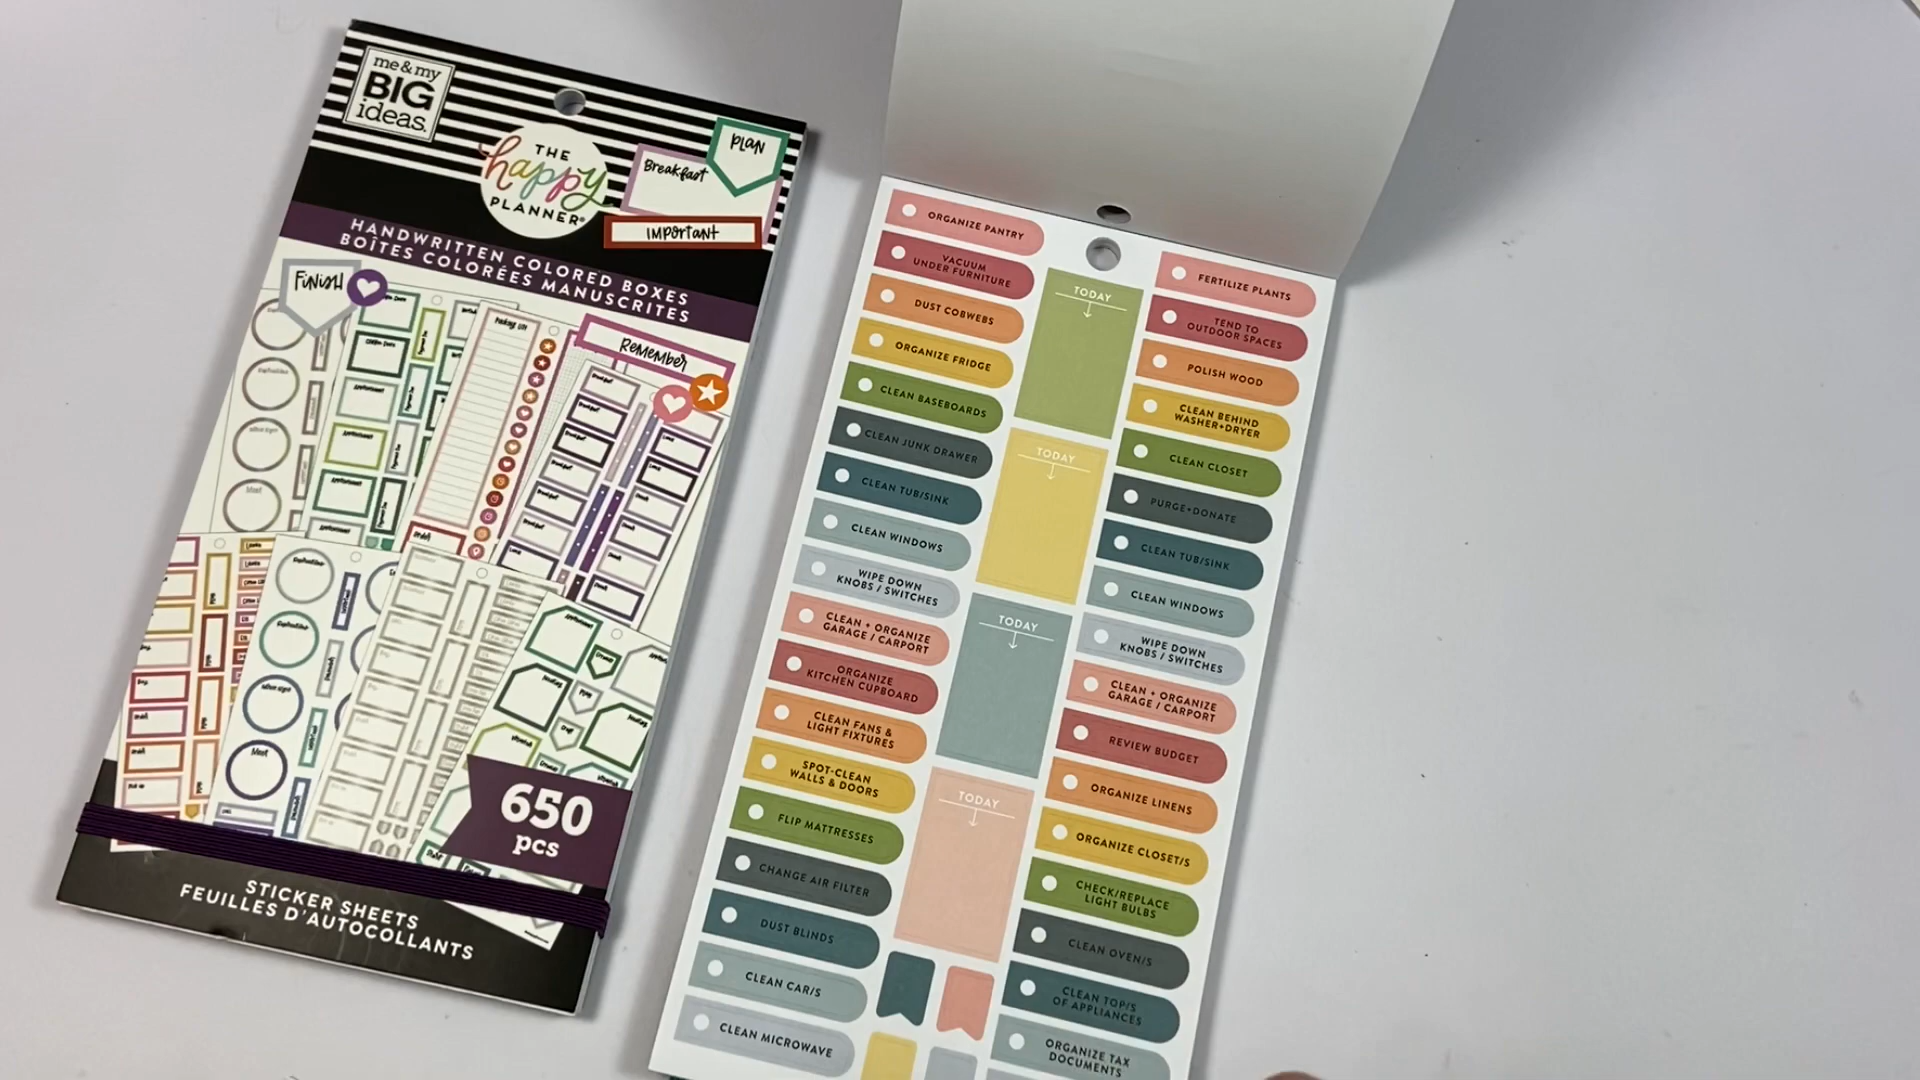 me & my
BIG
ideas.
THE
happy
PLANNER
Breakfast
PLAN
IMPORTANT
HANDWRITTEN COLORED BOXES
BOÎTES COLORÉES MANUSCRITES
FINISH
REMEMBER
650
pcs
STICKER SHEETS
FEUILLES D'AUTOCOLLANTS
ORGANIZE PANTRY
VACUUM
UNDER FURNITURE
DUST COBWEBS
ORGANIZE FRIDGE
CLEAN BASEBOARDS
CLEAN JUNK DRAWER
CLEAN TUB/SINK
CLEAN WINDOWS
WIPE DOWN
KNOBS / SWITCHES
CLEAN + ORGANIZE
GARAGE / CARPORT
ORGANIZE
KITCHEN CUPBOARD
CLEAN FANS &
LIGHT FIXTURES
SPOT-CLEAN
WALLS & DOORS
FLIP MATTRESSES
CHANGE AIR FILTER
DUST BLINDS
CLEAN CAR/S
CLEAN MICROWAVE
TODAY
TODAY
TODAY
TODAY
FERTILIZE PLANTS
TEND TO
OUTDOOR SPACES
POLISH WOOD
CLEAN BEHIND
WASHER+DRYER
CLEAN CLOSET
PURGE+DONATE
CLEAN TUB/SINK
CLEAN WINDOWS
WIPE DOWN
KNOBS / SWITCHES
CLEAN + ORGANIZE
GARAGE / CARPORT
REVIEW BUDGET
ORGANIZE LINENS
ORGANIZE CLOSET/S
CHECK/REPLACE
LIGHT BULBS
CLEAN OVEN/S
CLEAN TOP/S
OF APPLIANCES
ORGANIZE TAX
DOCUMENTS